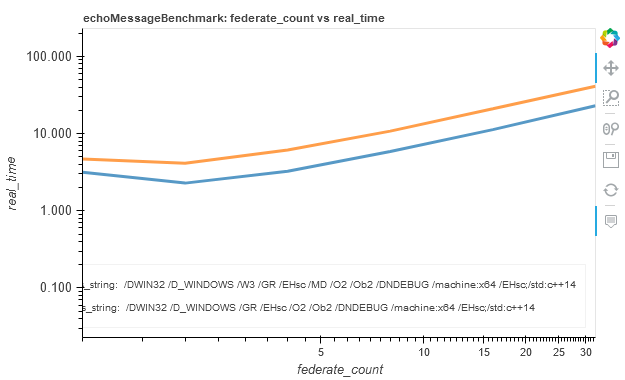 echoMessageBenchmark: federate_count vs real_time
100.000
10.000
1.000
0.100
real_time
s_string: /DWIN32 /D_WINDOWS /W3 /GR /EHsc /MD /O2 /Ob2 /DNDEBUG /machine:x64 /EHsc;/std:c++14
s_string: /DWIN32 /D_WINDOWS /GR /EHsc /O2 /Ob2 /DNDEBUG /machine:x64 /EHsc;/std:c++14
5 10 15 20 25 30
federate_count